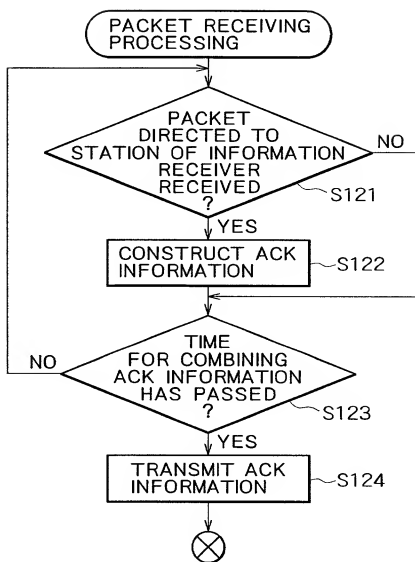 PACKET RECEIVING
PROCESSING
PACKET
DIRECTED TO
STATION OF INFORMATION
RECEIVER
RECEIVED
?
NO
S121
YES
CONSTRUCT ACK
INFORMATION
S122
NO
TIME
FOR COMBINING
ACK INFORMATION
HAS PASSED
?
S123
YES
TRANSMIT ACK
INFORMATION
S124